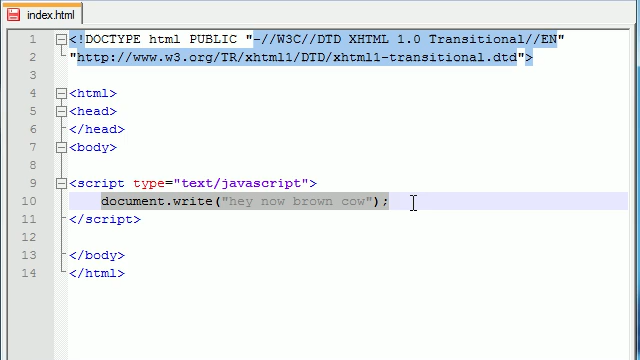 index.html
1 <!DOCTYPE html PUBLIC "-//W3C//DTD XHTML 1.0 Transitional//EN"
2 "http://www.w3.org/TR/xhtml1/DTD/xhtml1-transitional.dtd">
3
4 <html>
5 <head>
6 </head>
7 <body>
8
9 <script type="text/javascript">
10 document.write("hey now brown cow");
11 </script>
12
13 </body>
14 </html>